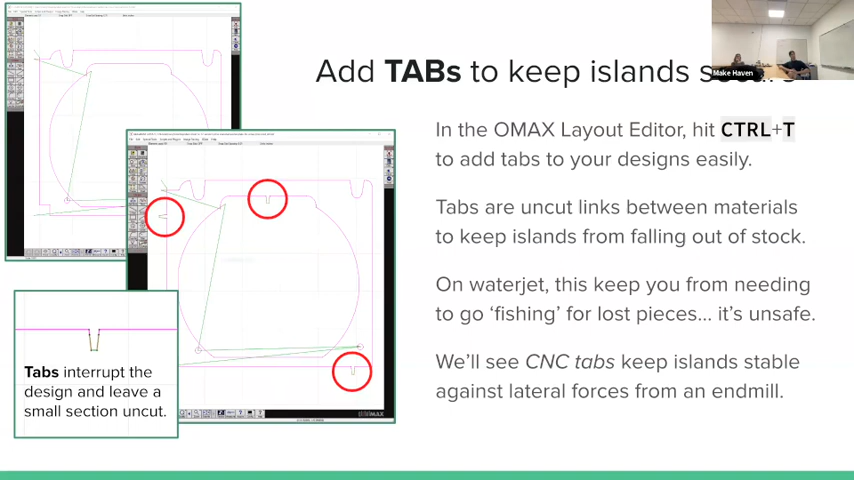 Add TABs to keep islands
Make Haven
In the OMAX Layout Editor, hit CTRL+T
to add tabs to your designs easily.
Tabs are uncut links between materials
to keep islands from falling out of stock.
On waterjet, this keep you from needing
to go ‘fishing’ for lost pieces... it’s unsafe.
We’ll see CNC tabs keep islands stable
against lateral forces from an endmill.
Tabs interrupt the
design and leave a
small section uncut.